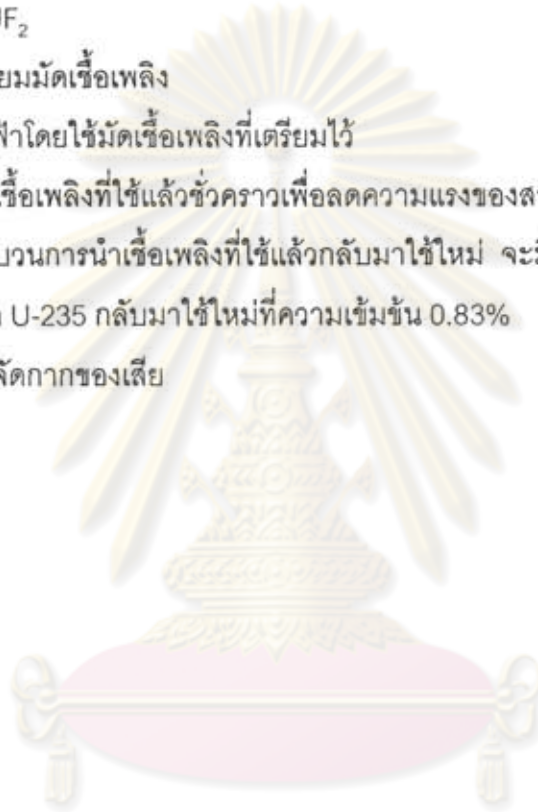 UF₂
ยมมัดเชื้อเพลิง
ฟ้าโดยใช้มัดเชื้อเพลิงที่เตรียมไว้
เชื้อเพลิงที่ใช้แล้วชั่วคราวเพื่อลดความแรงของส
บวนการนำเชื้อเพลิงที่ใช้แล้วกลับมาใช้ใหม่ จะมี
U-235 กลับมาใช้ใหม่ที่ความเข้มข้น 0.83%
จัดกากของเสีย